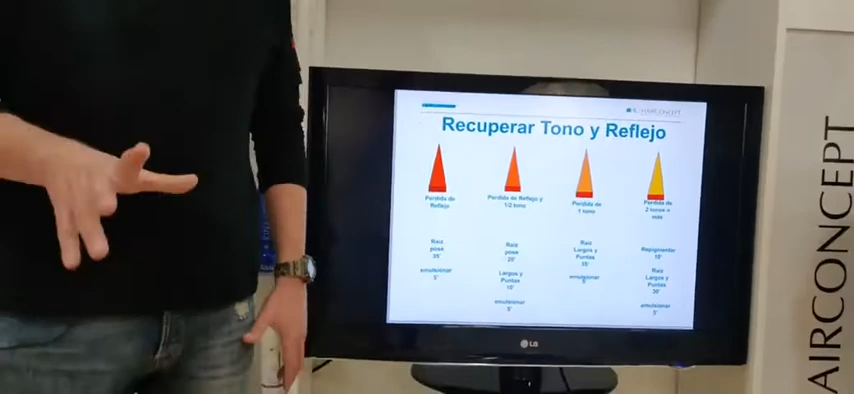 HAIRCONCEPT
Recuperar Tono y Reflejo
Perdida de
Reflejo
Perdida de Reflejo y
1/2 tono
Perdida de
1 tono
Perdida de
2 tonos o
más
Raíz
pose
35'
emulsionar
5'
Raíz
pose
20'
Largos y
Puntas
10'
emulsionar
5'
Raíz
Largos y
Puntas
35'
emulsionar
5'
Repigmentar
10'
Raíz
Largos y
Puntas
30'
emulsionar
5'
LG
AIRCONCEPT